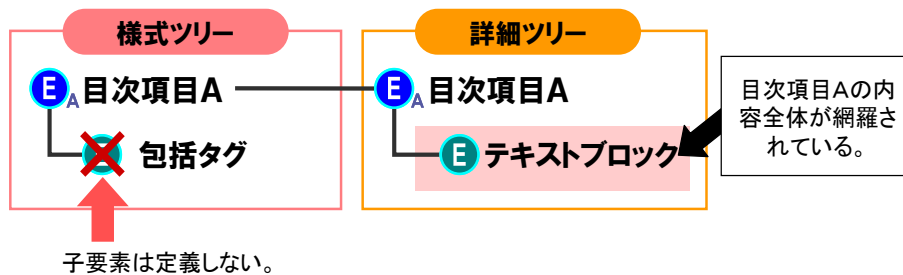 様式ツリー
詳細ツリー
E A 目次項目A
E A 目次項目A
E 包括タグ
E テキストブロック
目次項目Aの内
容全体が網羅さ
れている。
子要素は定義しない。